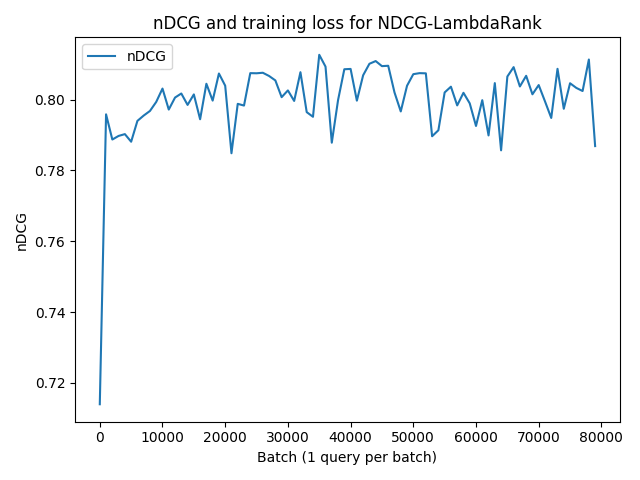 nDCG and training loss for NDCG-LambdaRank
nDCG
nDCG
0.80
0.78
0.76
0.74
0.72
0 10000 20000 30000 40000 50000 60000 70000 80000
Batch (1 query per batch)